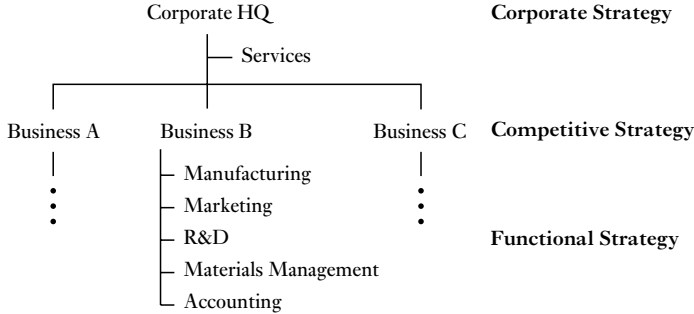 Corporate HQ Corporate Strategy
Services
Business A Business B Business C Competitive Strategy
Manufacturing
Marketing
R&D Functional Strategy
Materials Management
Accounting